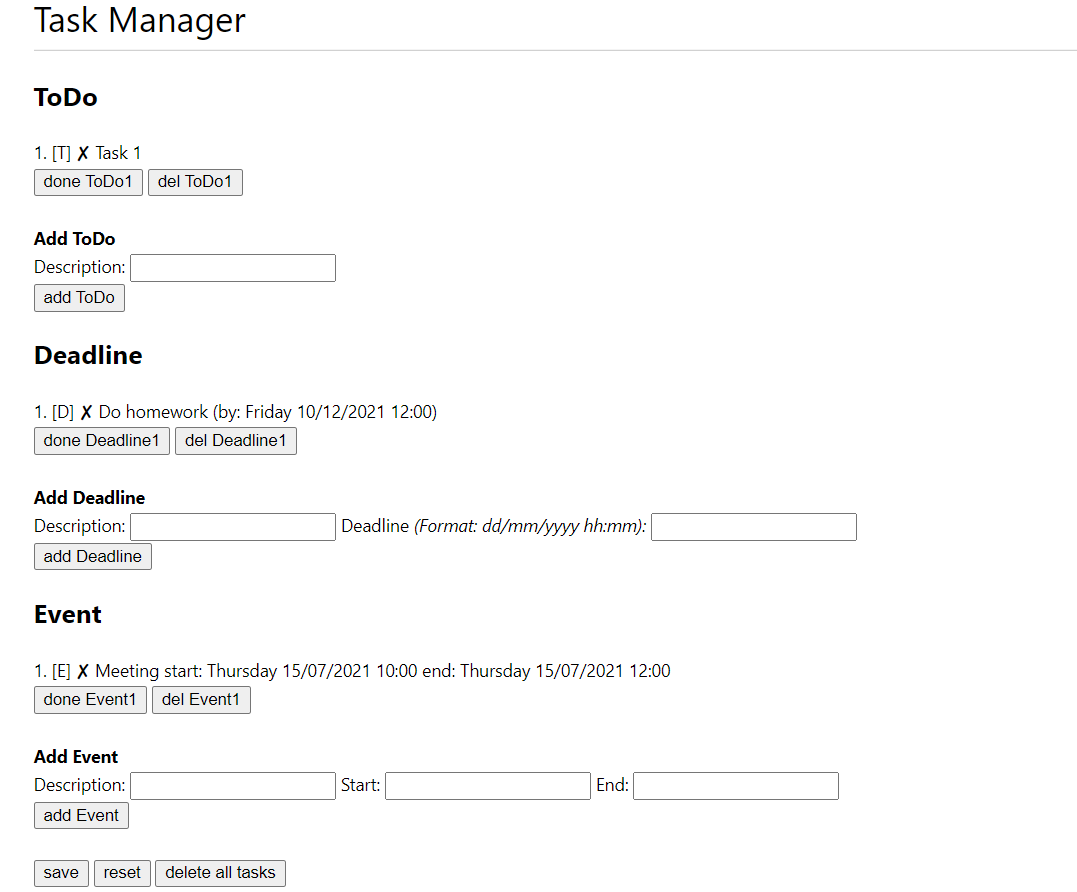 Task Manager
ToDo
1. [T] ✗ Task 1
done ToDo1 del ToDo1
Add ToDo
Description:
add ToDo
Deadline
1. [D] ✗ Do homework (by: Friday 10/12/2021 12:00)
done Deadline1 del Deadline1
Add Deadline
Description: Deadline (Format: dd/mm/yyyy hh:mm):
add Deadline
Event
1. [E] ✗ Meeting start: Thursday 15/07/2021 10:00 end: Thursday 15/07/2021 12:00
done Event1 del Event1
Add Event
Description: Start: End:
add Event
save reset delete all tasks